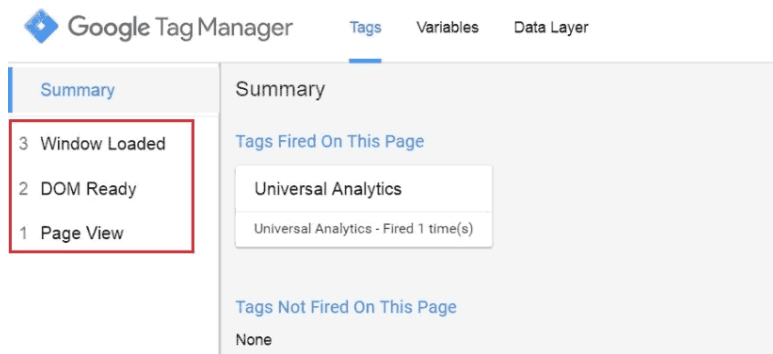 Google Tag Manager Tags Variables Data Layer
Summary
3 Window Loaded
2 DOM Ready
1 Page View
Summary
Tags Fired On This Page
Universal Analytics
Universal Analytics - Fired 1 time(s)
Tags Not Fired On This Page
None